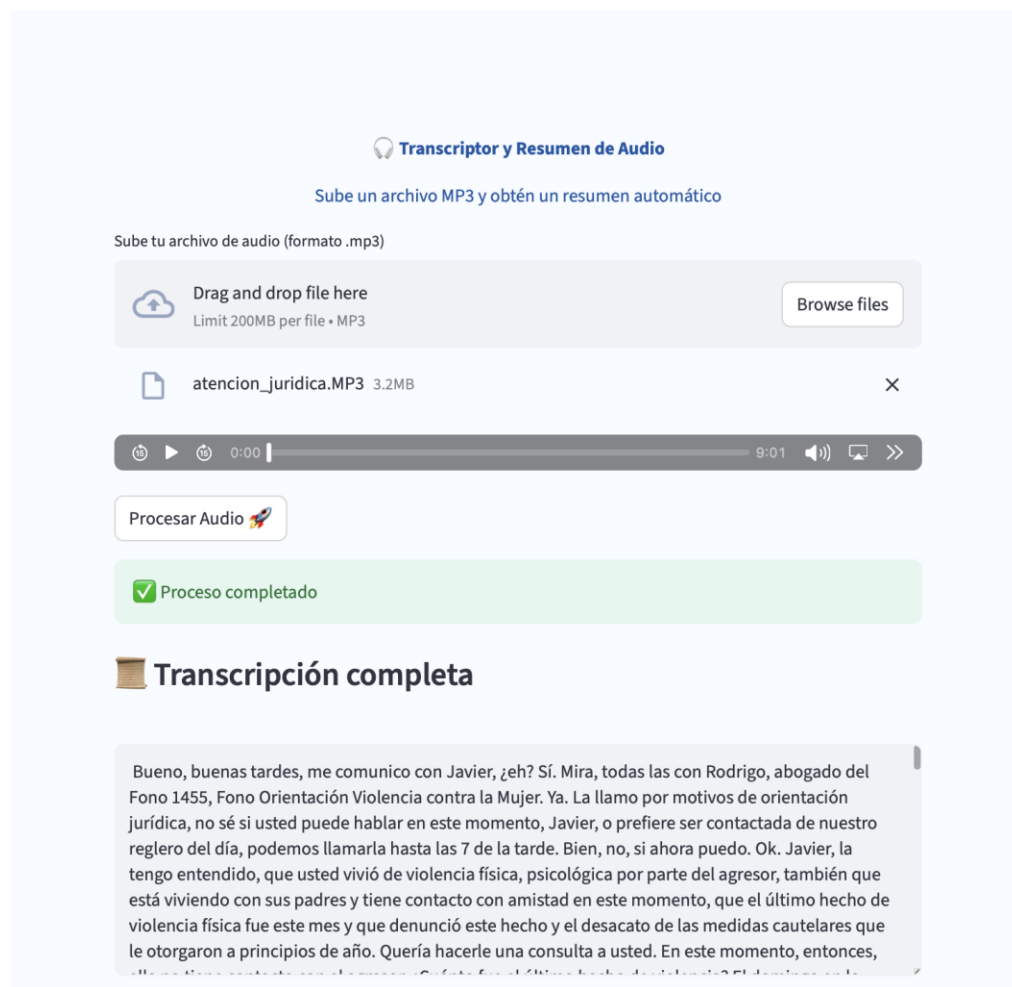 🎧 Transcriptor y Resumen de Audio
Sube un archivo MP3 y obtén un resumen automático
Sube tu archivo de audio (formato .mp3)
Drag and drop file here
Limit 200MB per file • MP3
Browse files
atencion_juridica.MP3 3.2MB
15 15 0:00 9:01
Procesar Audio 🚀
✅ Proceso completado
📜 Transcripción completa
Bueno, buenas tardes, me comunico con Javier, ¿eh? Sí. Mira, todas las con Rodrigo, abogado del
Fono 1455, Fono Orientación Violencia contra la Mujer. Ya. La llamo por motivos de orientación
jurídica, no sé si usted puede hablar en este momento, Javier, o prefiere ser contactada de nuestro
reglero del día, podemos llamarla hasta las 7 de la tarde. Bien, no, si ahora puedo. Ok. Javier, la
tengo entendido, que usted vivió de violencia física, psicológica por parte del agresor, también que
está viviendo con sus padres y tiene contacto con amistad en este momento, que el último hecho de
violencia física fue este mes y que denunció este hecho y el desacato de las medidas cautelares que
le otorgaron a principios de año. Quería hacerle una consulta a usted. En este momento, entonces,